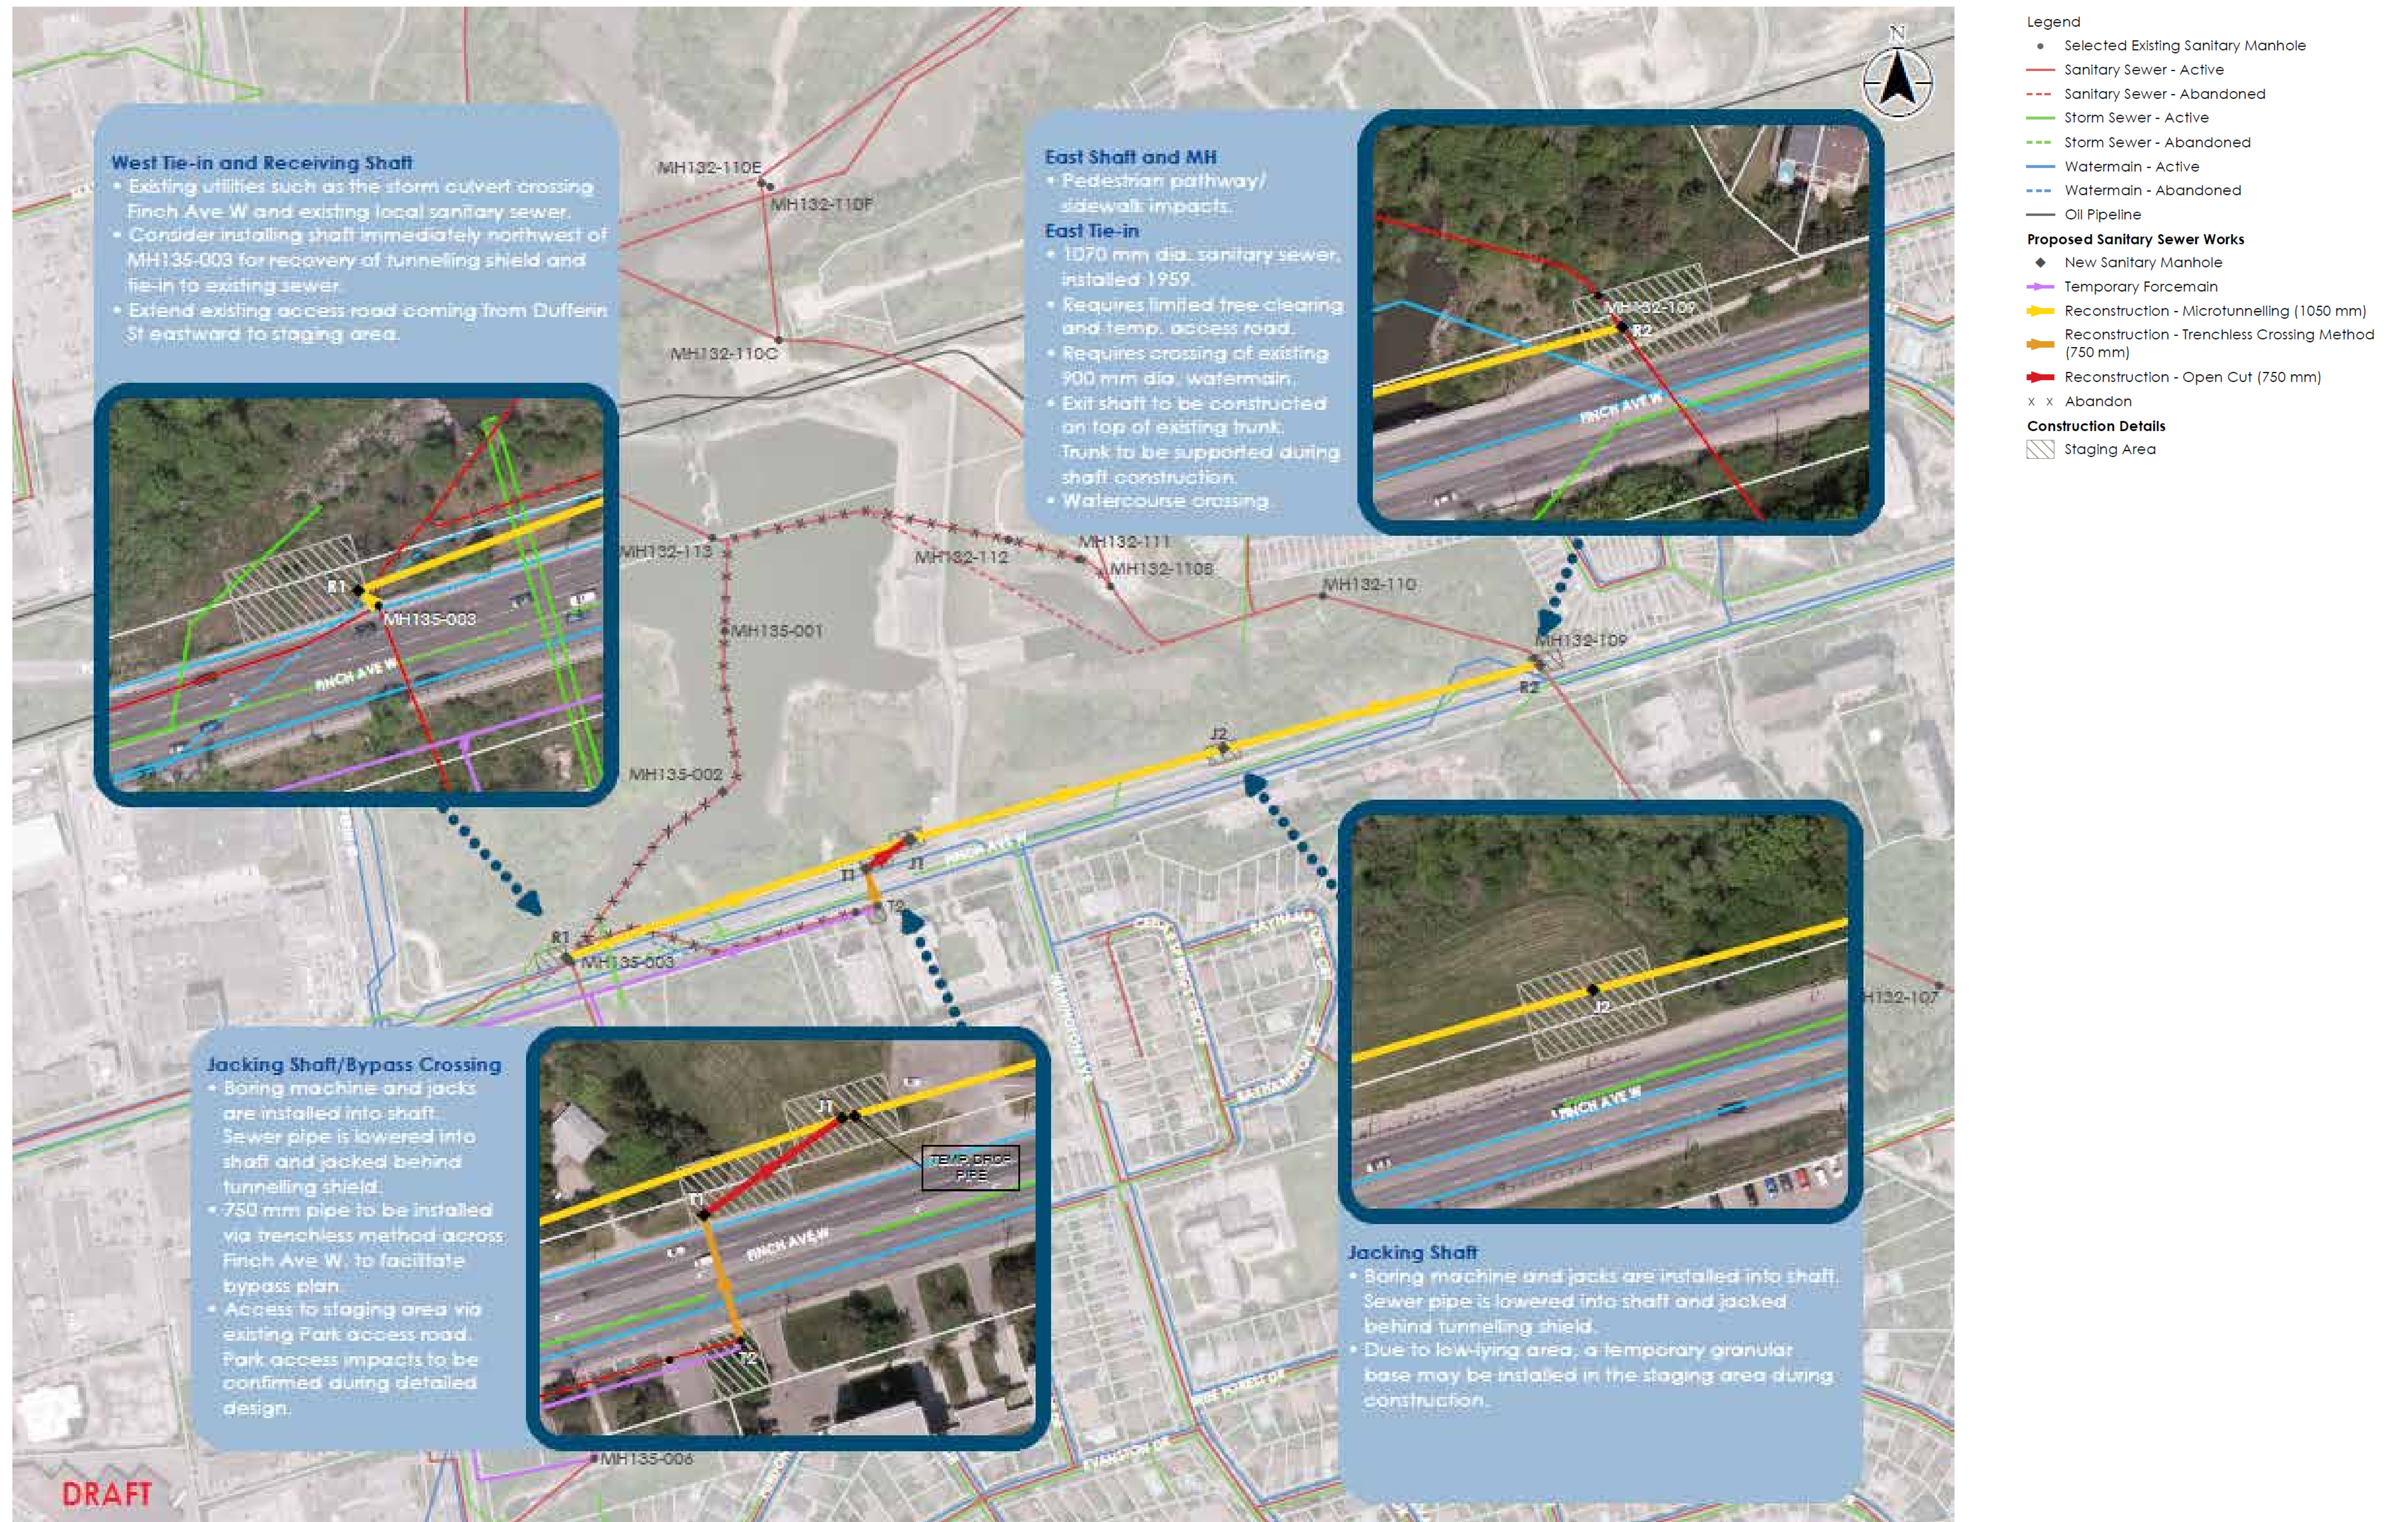 N
West Tie-in and Receiving Shaft
• Existing utilities such as the storm culvert crossing
Finch Ave W and existing local sanitary sewer.
• Consider installing shaft immediately northwest of
MH135-003 for recovery of tunnelling shield and
tie-in to existing sewer.
• Extend existing access road coming from Dufferin
St eastward to staging area.
R1
MH135-003
FINCH AVE W
MH132-110E
MH132-110F
MH132-110C
East Shaft and MH
• Pedestrian pathway/
sidewalk impacts.
East Tie-in
• 1070 mm dia. sanitary sewer,
installed 1959.
• Requires limited tree clearing
and temp. access road.
• Requires crossing of existing
900 mm dia. watermain.
• Exit shaft to be constructed
on top of existing trunk.
Trunk to be supported during
shaft construction.
• Watercourse crossing.
MH132-109
R2
FINCH AVE W
MH132-113
MH132-112
MH132-111
MH132-110B
MH132-110
MH132-109
R2
MH135-001
MH135-002
J2
J1
T1
FINCH AVE W
T2
R1
MH135-003
BATHAMPTON CR
WILMINGTON AVE
H132-107
Jacking Shaft/Bypass Crossing
• Boring machine and jacks
are installed into shaft.
Sewer pipe is lowered into
shaft and jacked behind
tunnelling shield.
• 750 mm pipe to be installed
via trenchless method across
Finch Ave W. to facilitate
bypass plan.
• Access to staging area via
existing Park access road.
Park access impacts to be
confirmed during detailed
design.
J1
TEMP. DROP
PIPE
T1
FINCH AVE W
T2
J2
FINCH AVE W
Jacking Shaft
• Boring machine and jacks are installed into shaft.
Sewer pipe is lowered into shaft and jacked
behind tunnelling shield.
• Due to low-lying area, a temporary granular
base may be installed in the staging area during
construction.
EVANSTON DR
MH135-006
DRAFT
Legend
Selected Existing Sanitary Manhole
Sanitary Sewer - Active
Sanitary Sewer - Abandoned
Storm Sewer - Active
Storm Sewer - Abandoned
Watermain - Active
Watermain - Abandoned
Oil Pipeline
Proposed Sanitary Sewer Works
New Sanitary Manhole
Temporary Forcemain
Reconstruction - Microtunnelling (1050 mm)
Reconstruction - Trenchless Crossing Method
(750 mm)
Reconstruction - Open Cut (750 mm)
x x Abandon
Construction Details
Staging Area